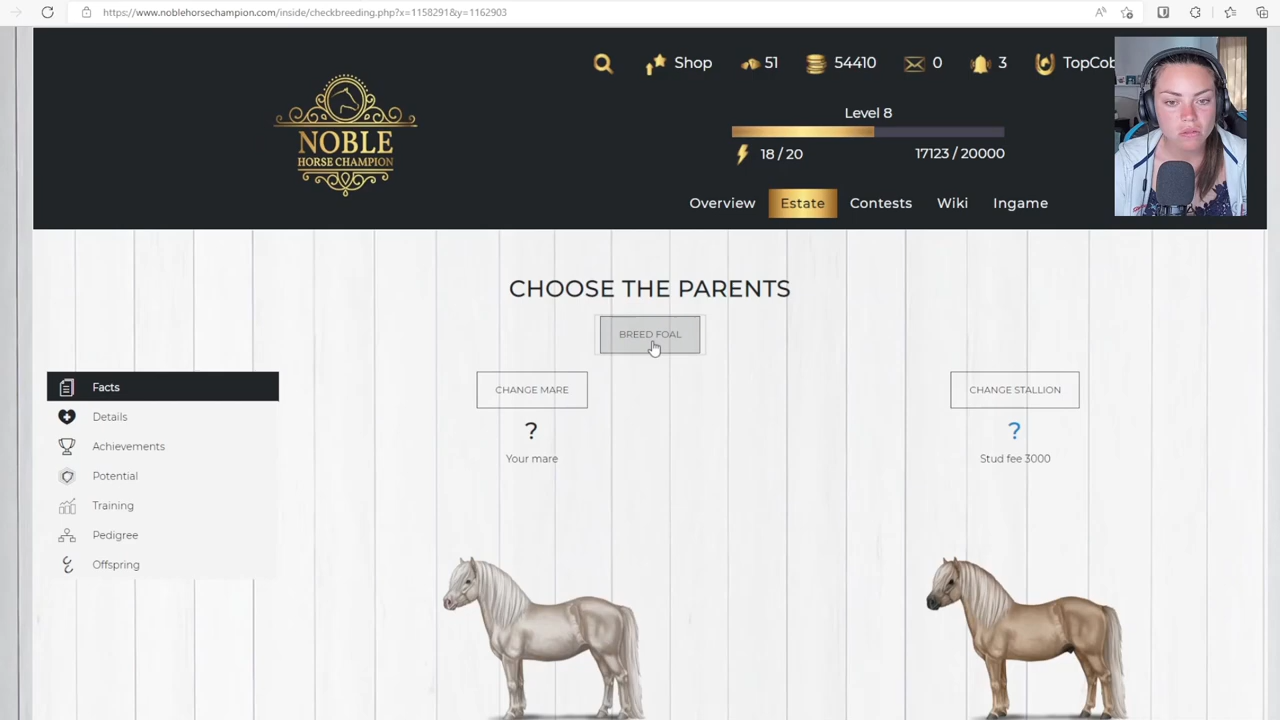 https://www.noblehorsechampion.com/inside/checkbreeding.php?x=1158291&y=1162903
Shop 51 54410 0 3 TopCob
NOBLE
HORSE CHAMPION
Level 8
18 / 20 17123 / 20000
Overview Estate Contests Wiki Ingame
CHOOSE THE PARENTS
BREED FOAL
CHANGE MARE CHANGE STALLION
? ?
Your mare Stud fee 3000
Facts
Details
Achievements
Potential
Training
Pedigree
Offspring